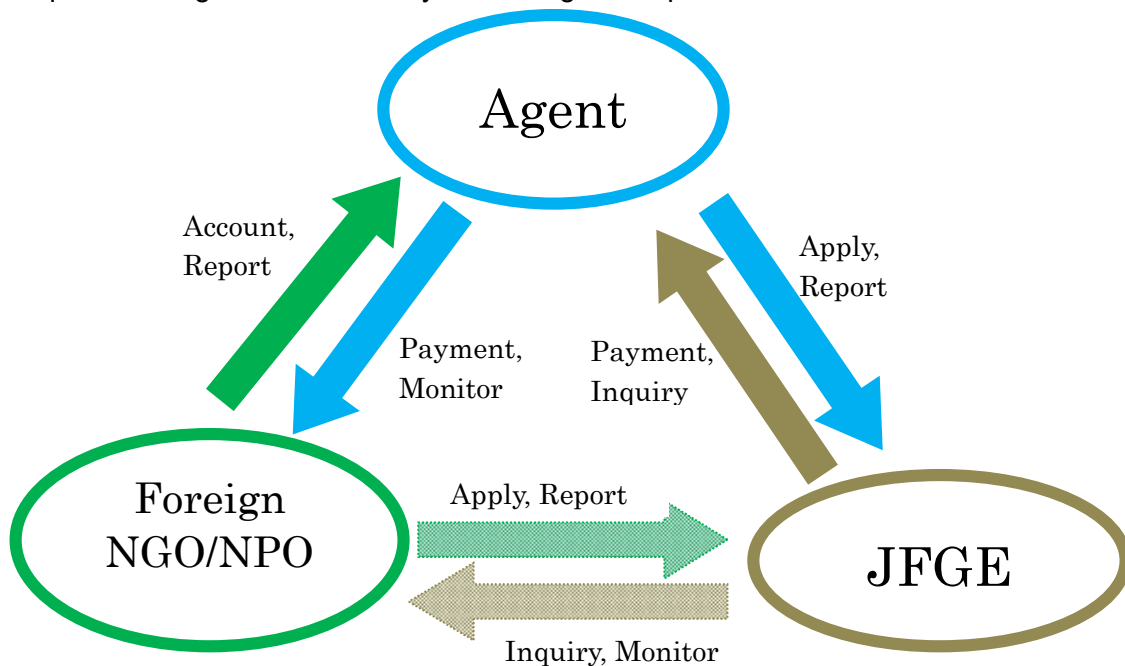 Agent
Account,
Report
Apply,
Report
Payment,
Monitor
Payment,
Inquiry
Foreign
NGO/NPO
Apply, Report
JFGE
Inquiry, Monitor